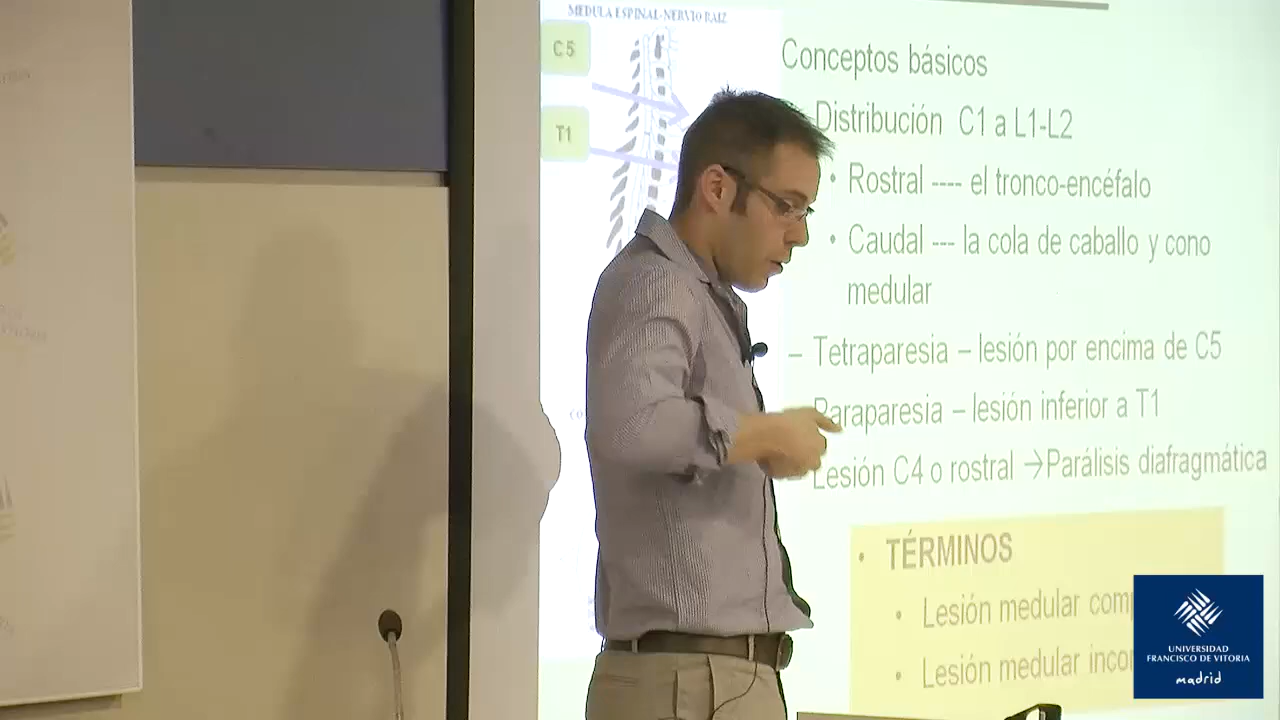 MEDULA ESPINAL-NERVIO RAIZ
C5
T1
Conceptos básicos
Distribución C1 a L1-L2
• Rostral ---- el tronco-encéfalo
• Caudal --- la cola de caballo y cono
medular
– Tetraparesia – lesión por encima de C5
Paraparesia – lesión inferior a T1
Lesión C4 o rostral →Parálisis diafragmática
• TÉRMINOS
• Lesión medular comp
• Lesión medular incom
UNIVERSIDAD
FRANCISCO DE VITORIA
madrid